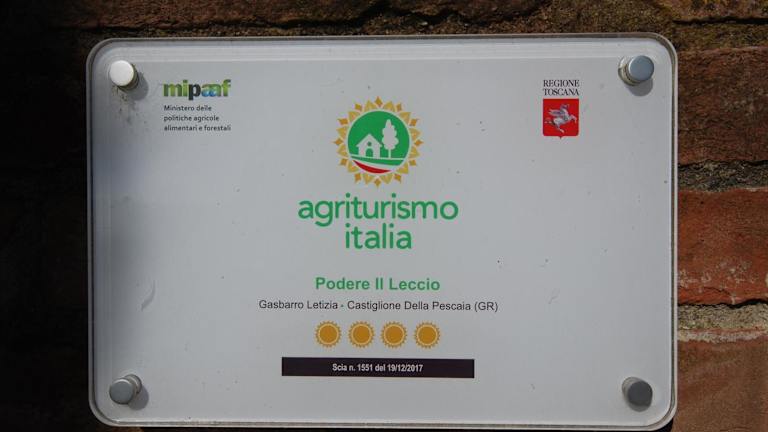 mipaaf
Ministero delle
politiche agricole
alimentari e forestali
REGIONE
TOSCANA
agriturismo
italia
Podere Il Leccio
Gasbarro Letizia - Castiglione Della Pescaia (GR)
Scia n. 1551 del 19/12/2017